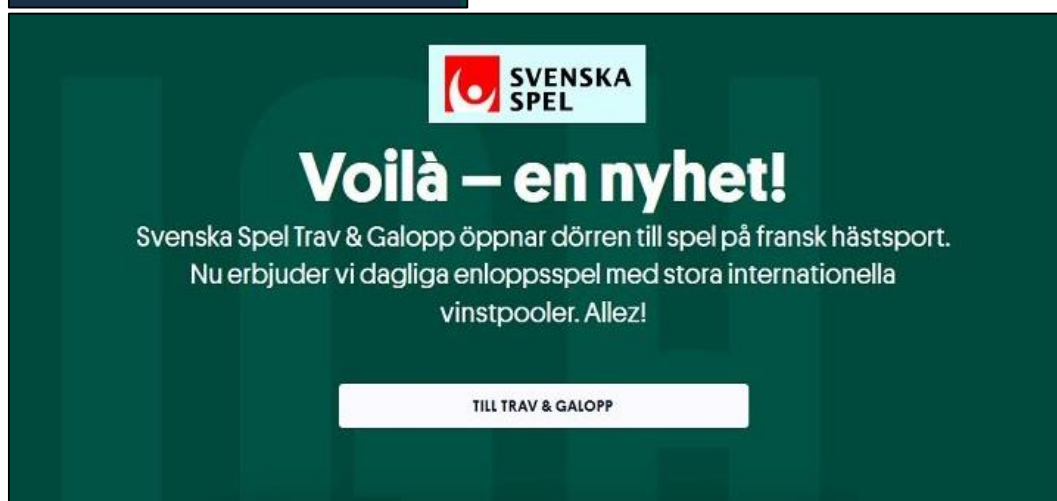 SVENSKA
SPEL
Voilà – en nyhet!
Svenska Spel Trav & Galopp öppnar dörren till spel på fransk hästsport.
Nu erbjuder vi dagliga enloppsspel med stora internationella
vinstpooler. Allez!
TILL TRAV & GALOPP